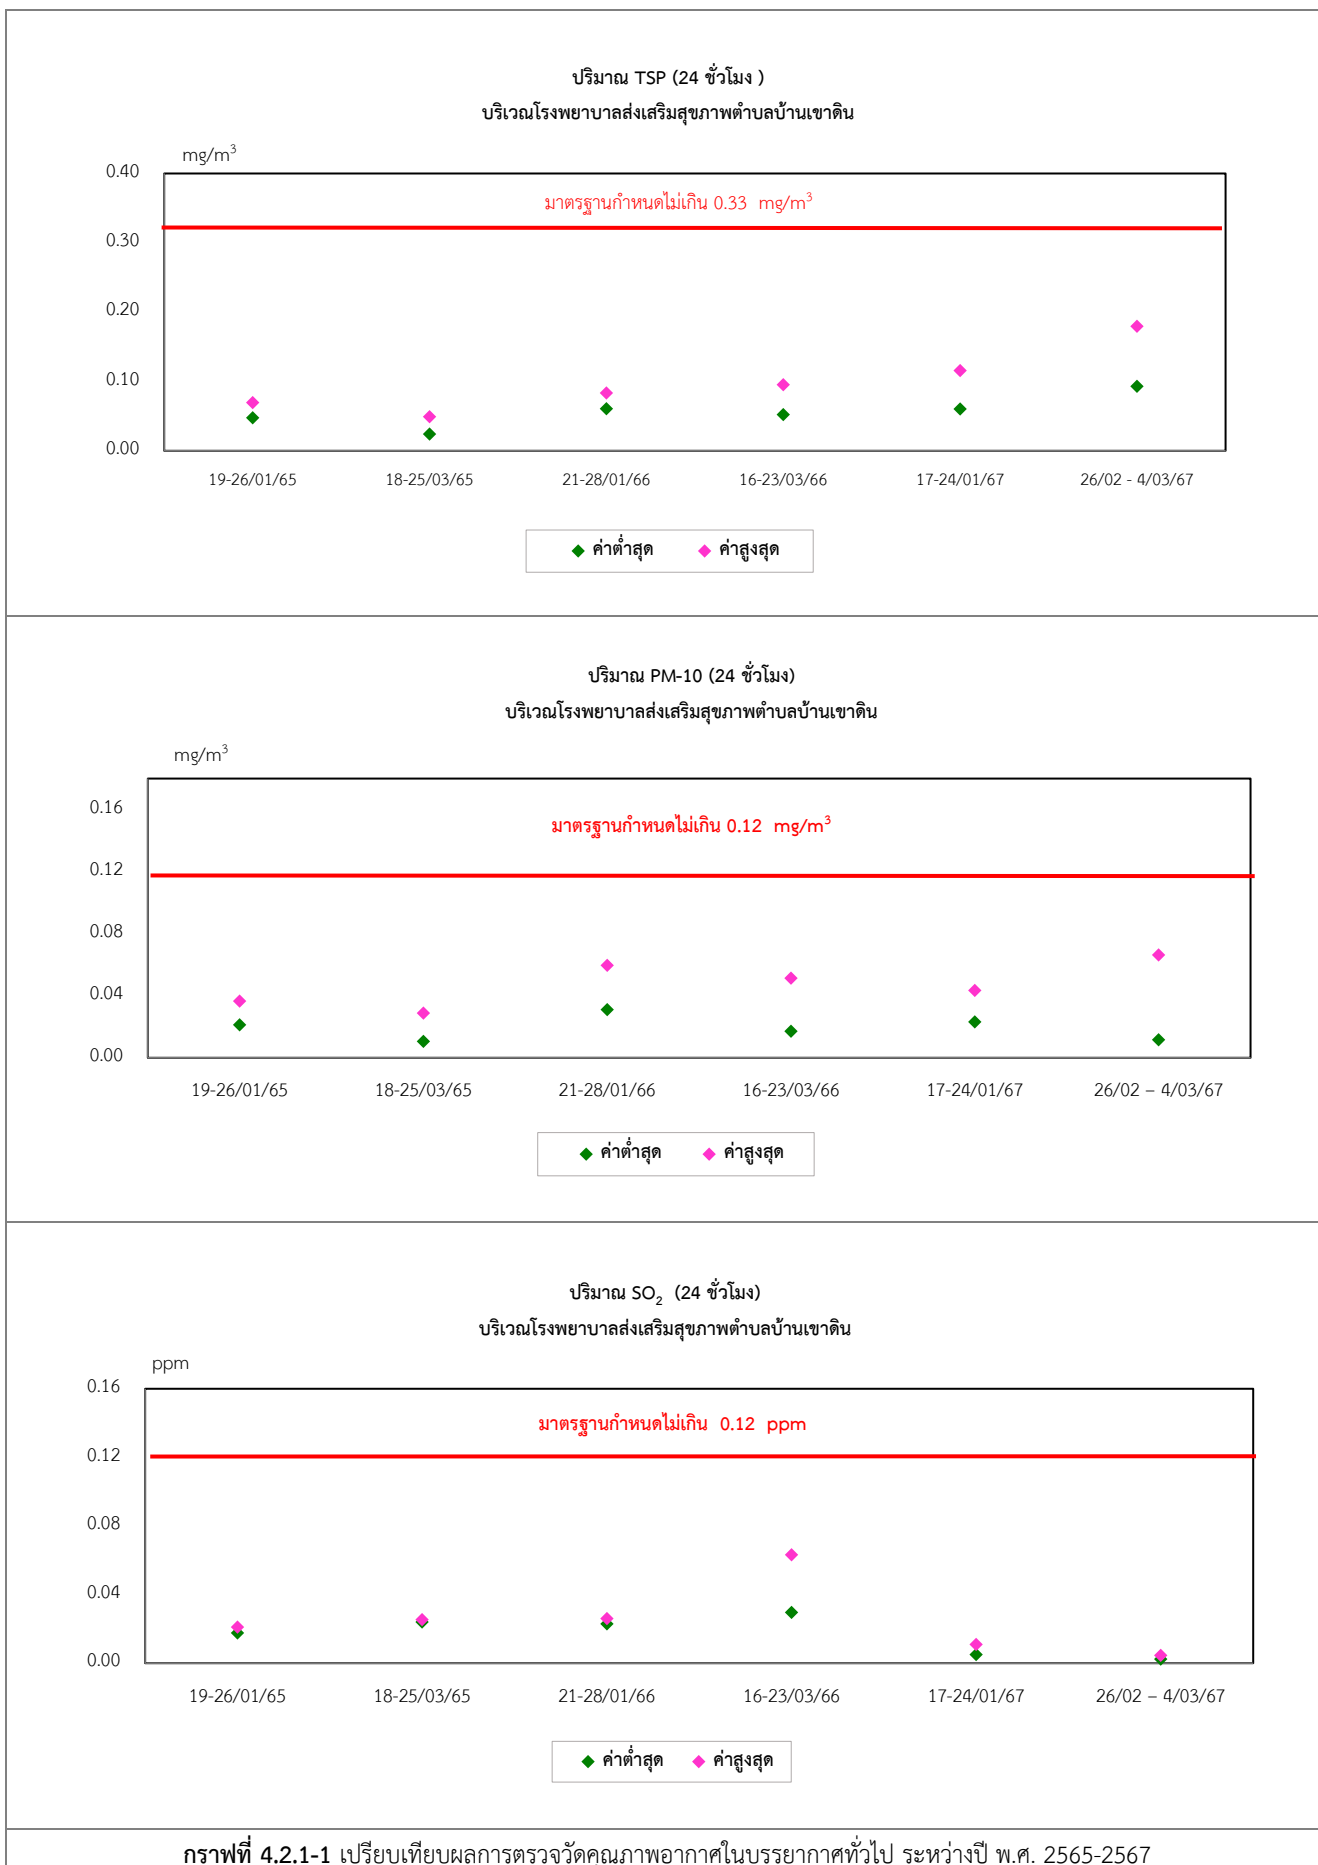 ปริมาณ TSP (24 ชั่วโมง )
บริเวณโรงพยาบาลส่งเสริมสุขภาพตำบลบ้านเขาดิน
mg/m³
0.40
มาตรฐานกำหนดไม่เกิน 0.33 mg/m³
0.30
0.20
0.10
0.00
19-26/01/65 18-25/03/65 21-28/01/66 16-23/03/66 17-24/01/67 26/02 - 4/03/67
ค่าต่ำสุด ค่าสูงสุด
ปริมาณ PM-10 (24 ชั่วโมง)
บริเวณโรงพยาบาลส่งเสริมสุขภาพตำบลบ้านเขาดิน
mg/m³
0.16
มาตรฐานกำหนดไม่เกิน 0.12 mg/m³
0.12
0.08
0.04
0.00
19-26/01/65 18-25/03/65 21-28/01/66 16-23/03/66 17-24/01/67 26/02 – 4/03/67
ค่าต่ำสุด ค่าสูงสุด
ปริมาณ SO₂ (24 ชั่วโมง)
บริเวณโรงพยาบาลส่งเสริมสุขภาพตำบลบ้านเขาดิน
ppm
0.16
มาตรฐานกำหนดไม่เกิน 0.12 ppm
0.12
0.08
0.04
0.00
19-26/01/65 18-25/03/65 21-28/01/66 16-23/03/66 17-24/01/67 26/02 – 4/03/67
ค่าต่ำสุด ค่าสูงสุด
กราฟที่ 4.2.1-1 เปรียบเทียบผลการตรวจวัดคุณภาพอากาศในบรรยากาศทั่วไป ระหว่างปี พ.ศ. 2565-2567